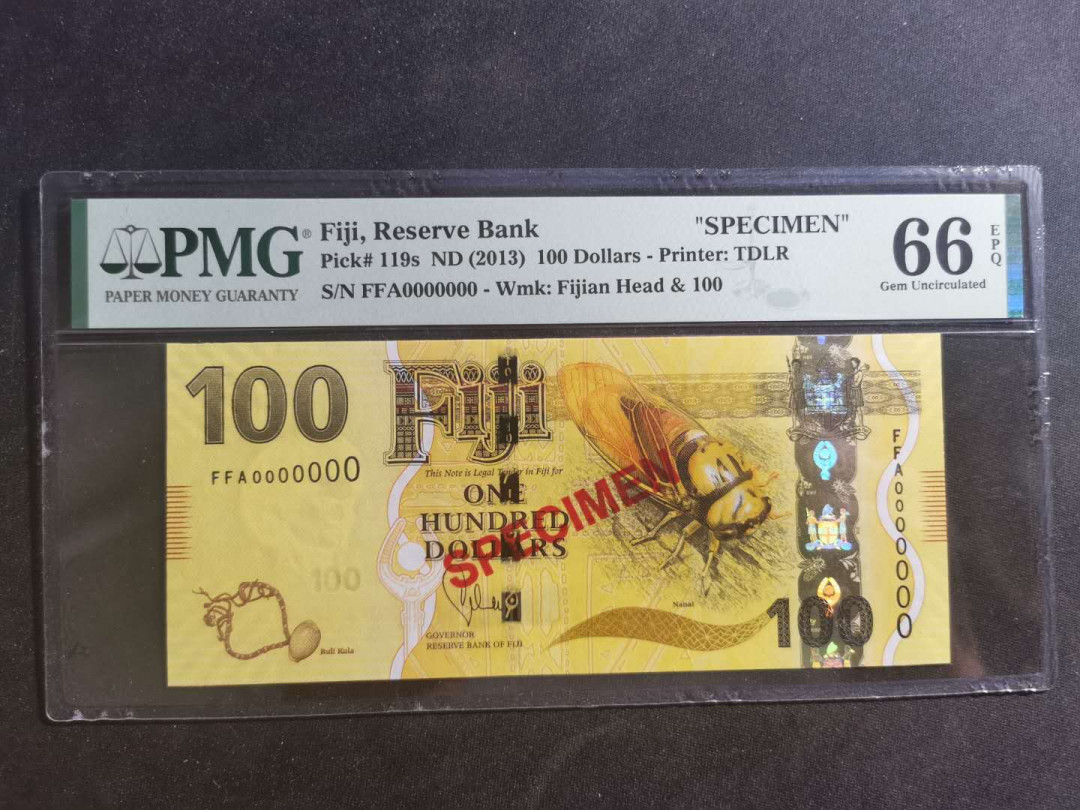 PMG®
PAPER MONEY GUARANTY
Fiji, Reserve Bank "SPECIMEN"
Pick# 119s ND (2013) 100 Dollars - Printer: TDLR
S/N FFA0000000 - Wmk: Fijian Head & 100
66
EPQ
Gem Uncirculated
100
Fiji
FFA0000000
This Note is Legal Tender in Fiji for
ONE
HUNDRED
DOLLARS
SPECIMEN
100
GOVERNOR
RESERVE BANK OF FIJI
Buli Kula
Nanai
100
FFA0000000